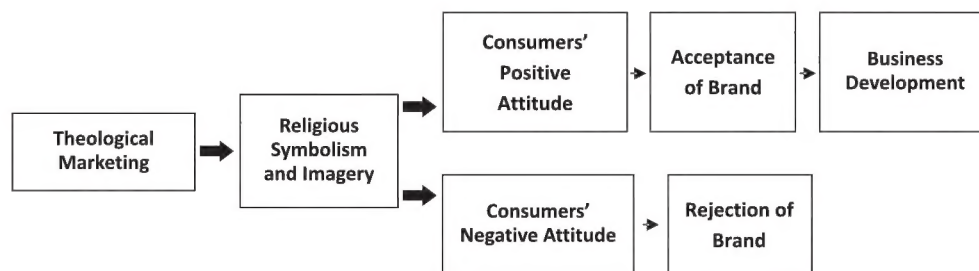 Theological
Marketing
Religious
Symbolism
and Imagery
Consumers’
Positive
Attitude
Acceptance
of Brand
Business
Development
Consumers’
Negative Attitude
Rejection of
Brand